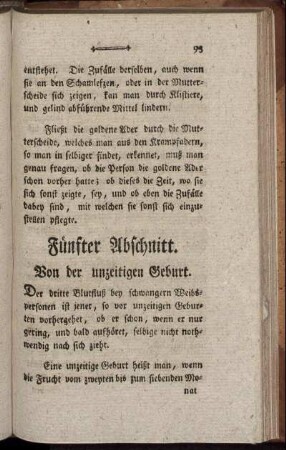 95
entstehet. Die Zufälle derselben, auch wenn
sie an den Schamlefzen, oder in der Mutter-
scheide sich zeigen, kan man durch Klistiere,
und gelind abführende Mittel lindern.
Fließt die goldene Ader durch die Mut-
terscheide, welches man aus den Krampfadern,
so man in selbiger findet, erkennet, muß man
genau fragen, ob die Person die goldene Ader
schon vorher hatte; ob dieses die Zeit, wo sie
sich sonst zeigte, sey, und ob eben die Zufälle
dabey sind, mit welchen sie sonst sich einzu-
stellen pflegte.
Fünfter Abschnitt.
Von der unzeitigen Geburt.
Der dritte Blutfluß bey schwangern Weibs-
personen ist jener, so vor unzeitigen Gebur-
ten vorhergehet, ob er schon, wenn er nur
gering, und bald aufhöret, selbige nicht noth-
wendig nach sich zieht.
Eine unzeitige Geburt heißt man, wenn
die Frucht vom zweyten bis zum siebenden Mo-
nat